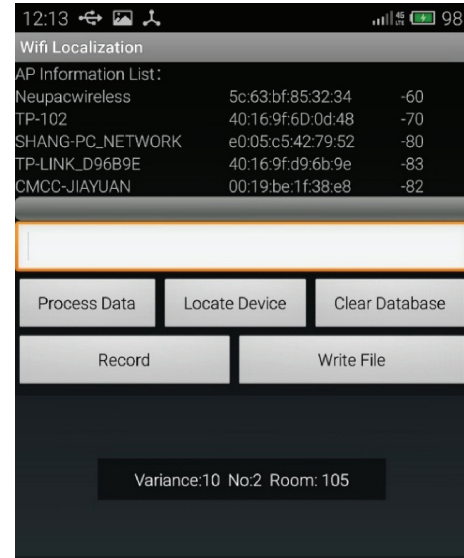 12:13 4G LTE 98
Wifi Localization
AP Information List:
Neupacwireless 5c:63:bf:85:32:34 -60
TP-102 40:16:9f:6D:0d:48 -70
SHANG-PC_NETWORK e0:05:c5:42:79:52 -80
TP-LINK_D96B9E 40:16:9f:d9:6b:9e -83
CMCC-JIAYUAN 00:19:be:1f:38:e8 -82
Process Data Locate Device Clear Database
Record Write File
Variance:10 No:2 Room: 105